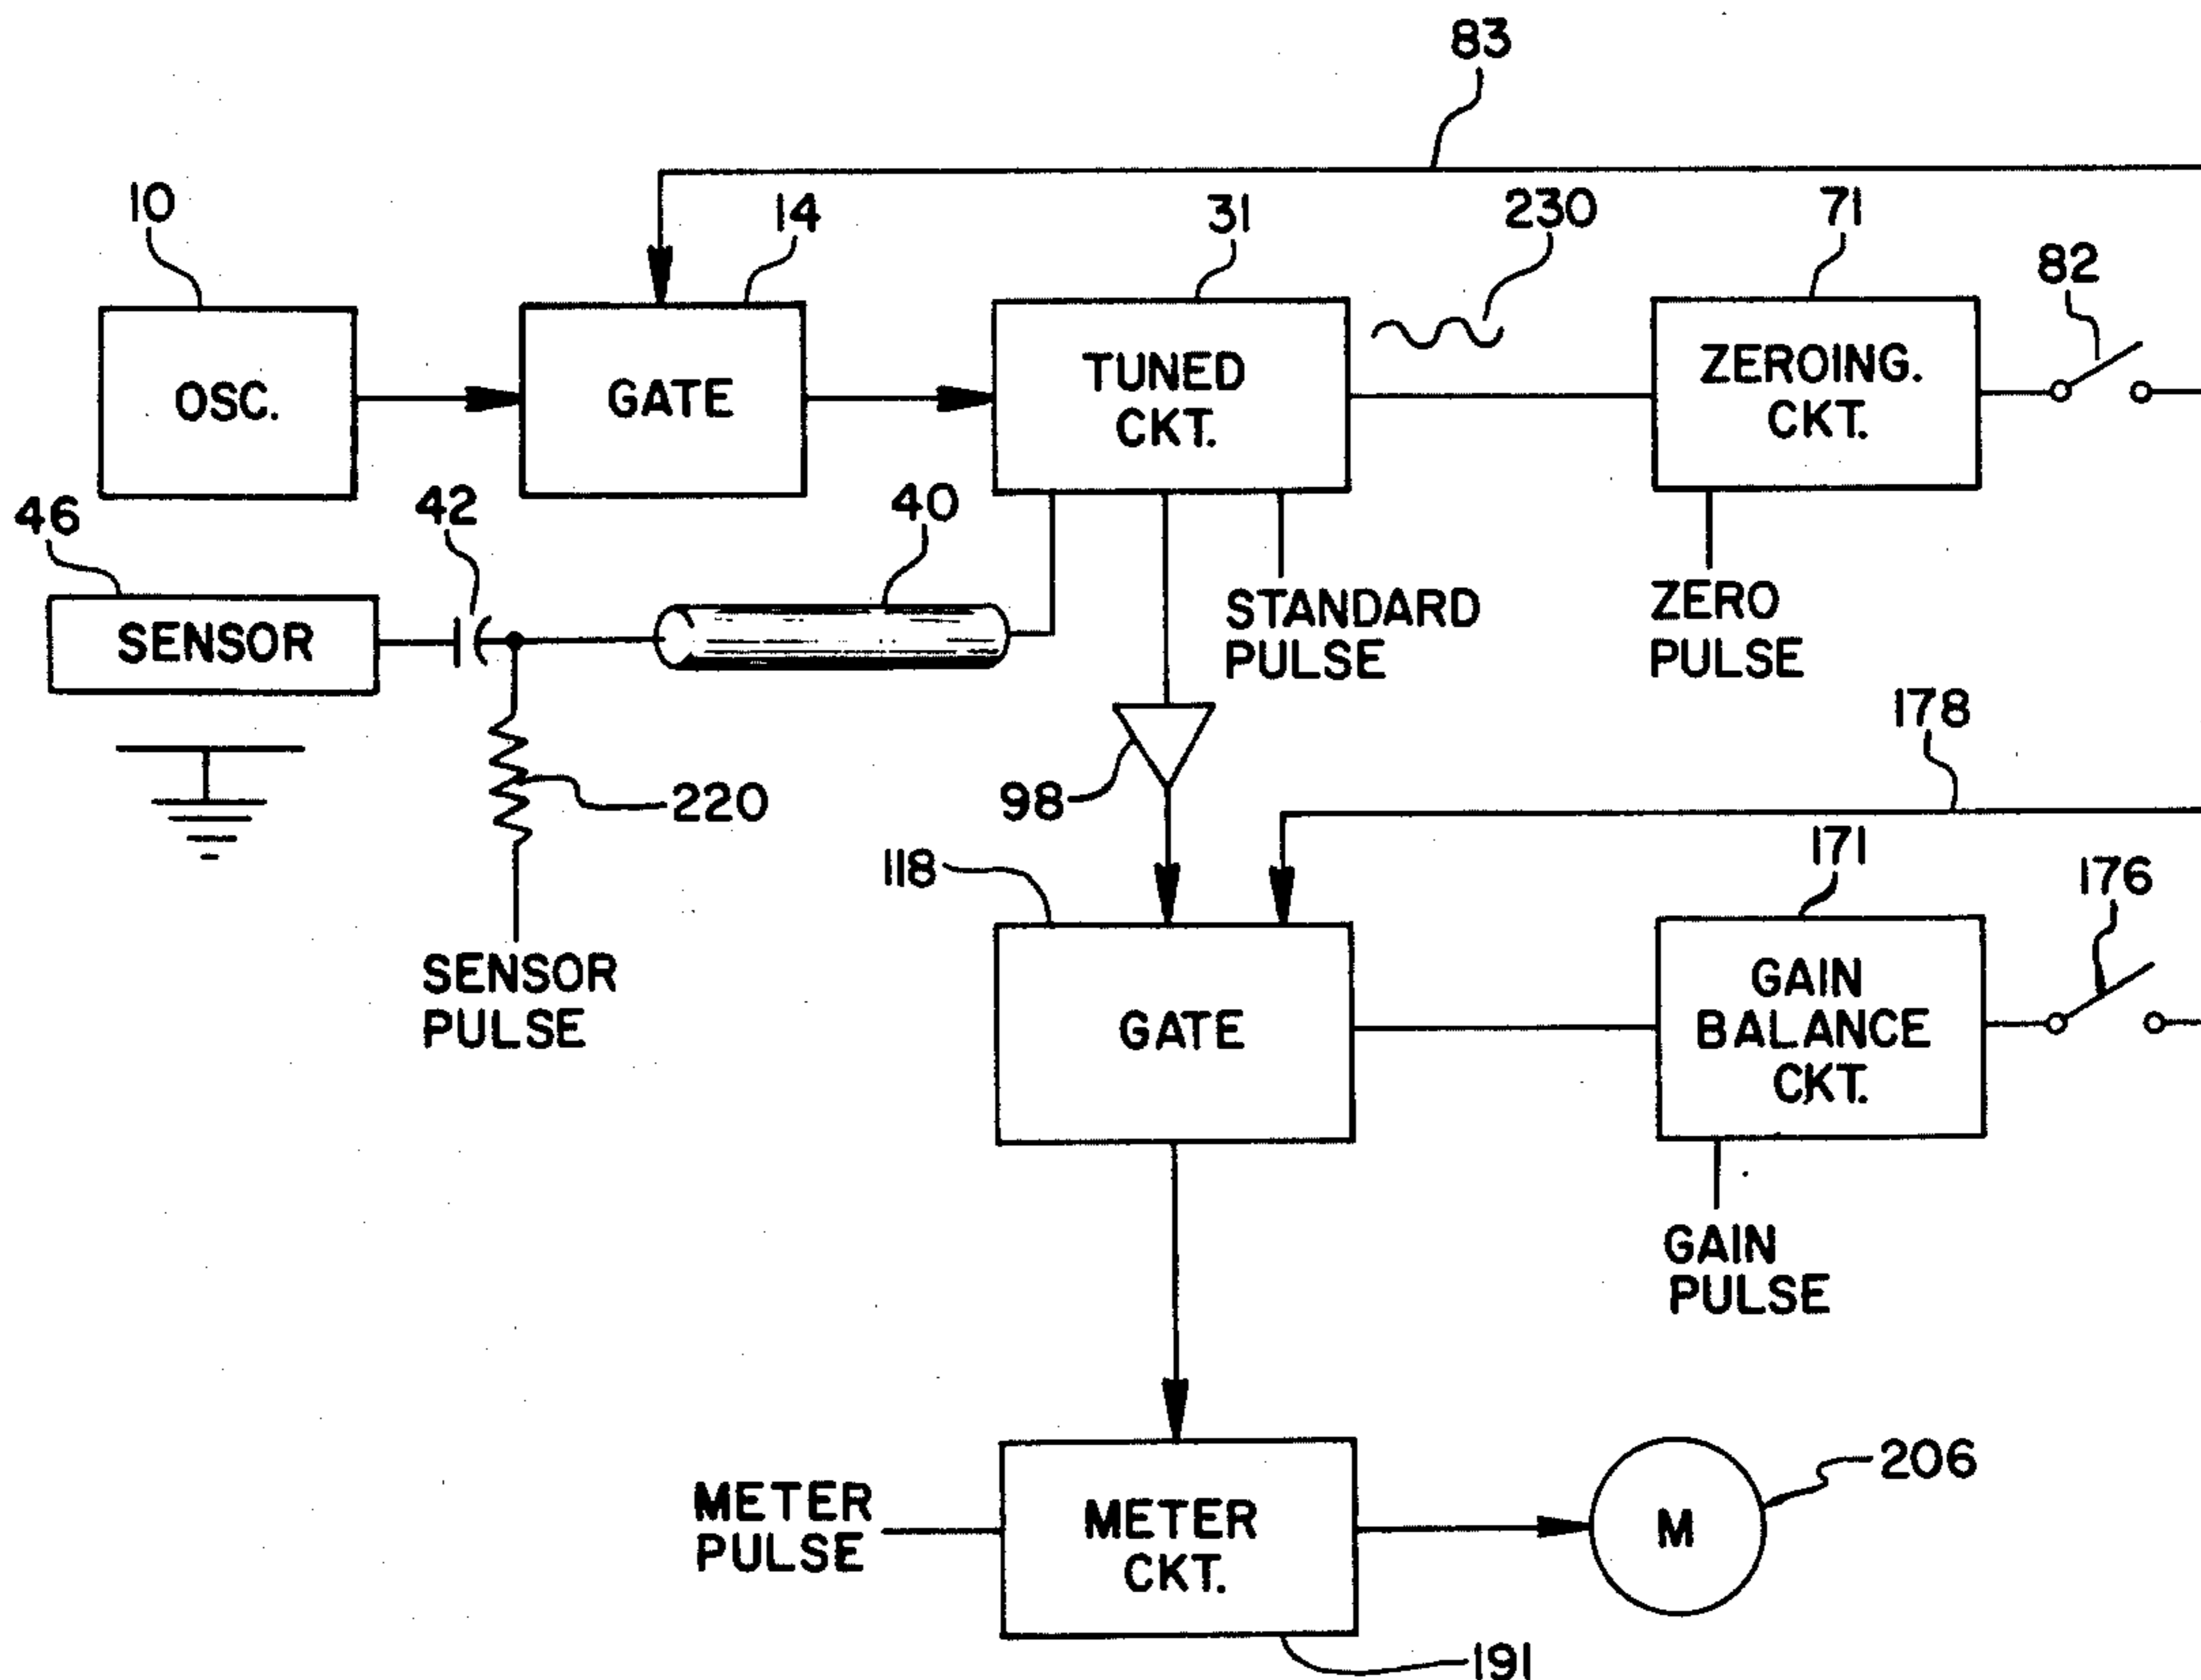 83
10
14
31
230
71
82
OSC.
GATE
TUNED
CKT.
ZEROING.
CKT.
46
42
40
SENSOR
STANDARD
PULSE
ZERO
PULSE
98
220
178
118
171
176
SENSOR
PULSE
GATE
GAIN
BALANCE
CKT.
GAIN
PULSE
METER
PULSE
METER
CKT.
M
206
191